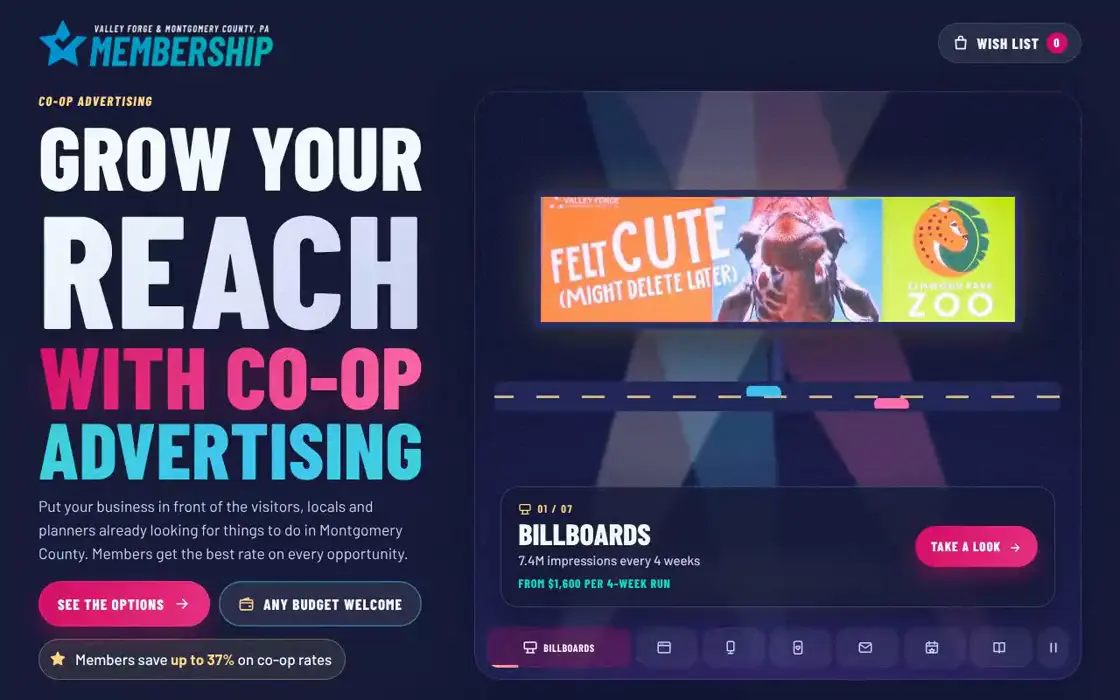 VALLEY FORGE & MONTGOMERY COUNTY, PA
MEMBERSHIP
WISH LIST 0
CO-OP ADVERTISING
GROW YOUR
REACH
WITH CO-OP
ADVERTISING
Put your business in front of the visitors, locals and
planners already looking for things to do in Montgomery
County. Members get the best rate on every opportunity.
SEE THE OPTIONS →
ANY BUDGET WELCOME
Members save up to 37% on co-op rates
VALLEY FORGE
FELT CUTE
(MIGHT DELETE LATER)
ELMWOOD PARK
ZOO
01 / 07
BILLBOARDS
7.4M impressions every 4 weeks
FROM $1,600 PER 4-WEEK RUN
TAKE A LOOK →
BILLBOARDS